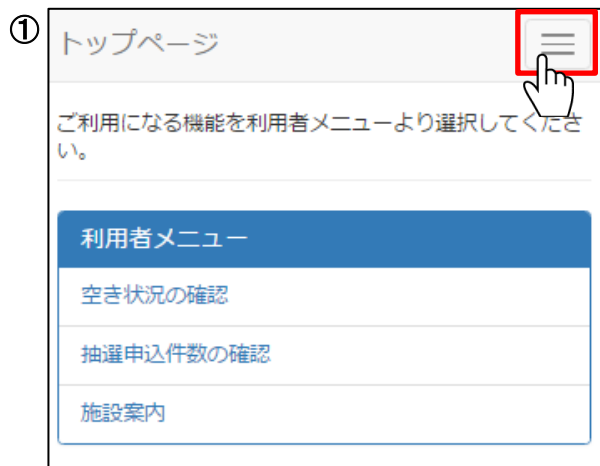 ①
トップページ
ご利用になる機能を利用者メニューより選択してくださ
い。
利用者メニュー
空き状況の確認
抽選申込件数の確認
施設案内